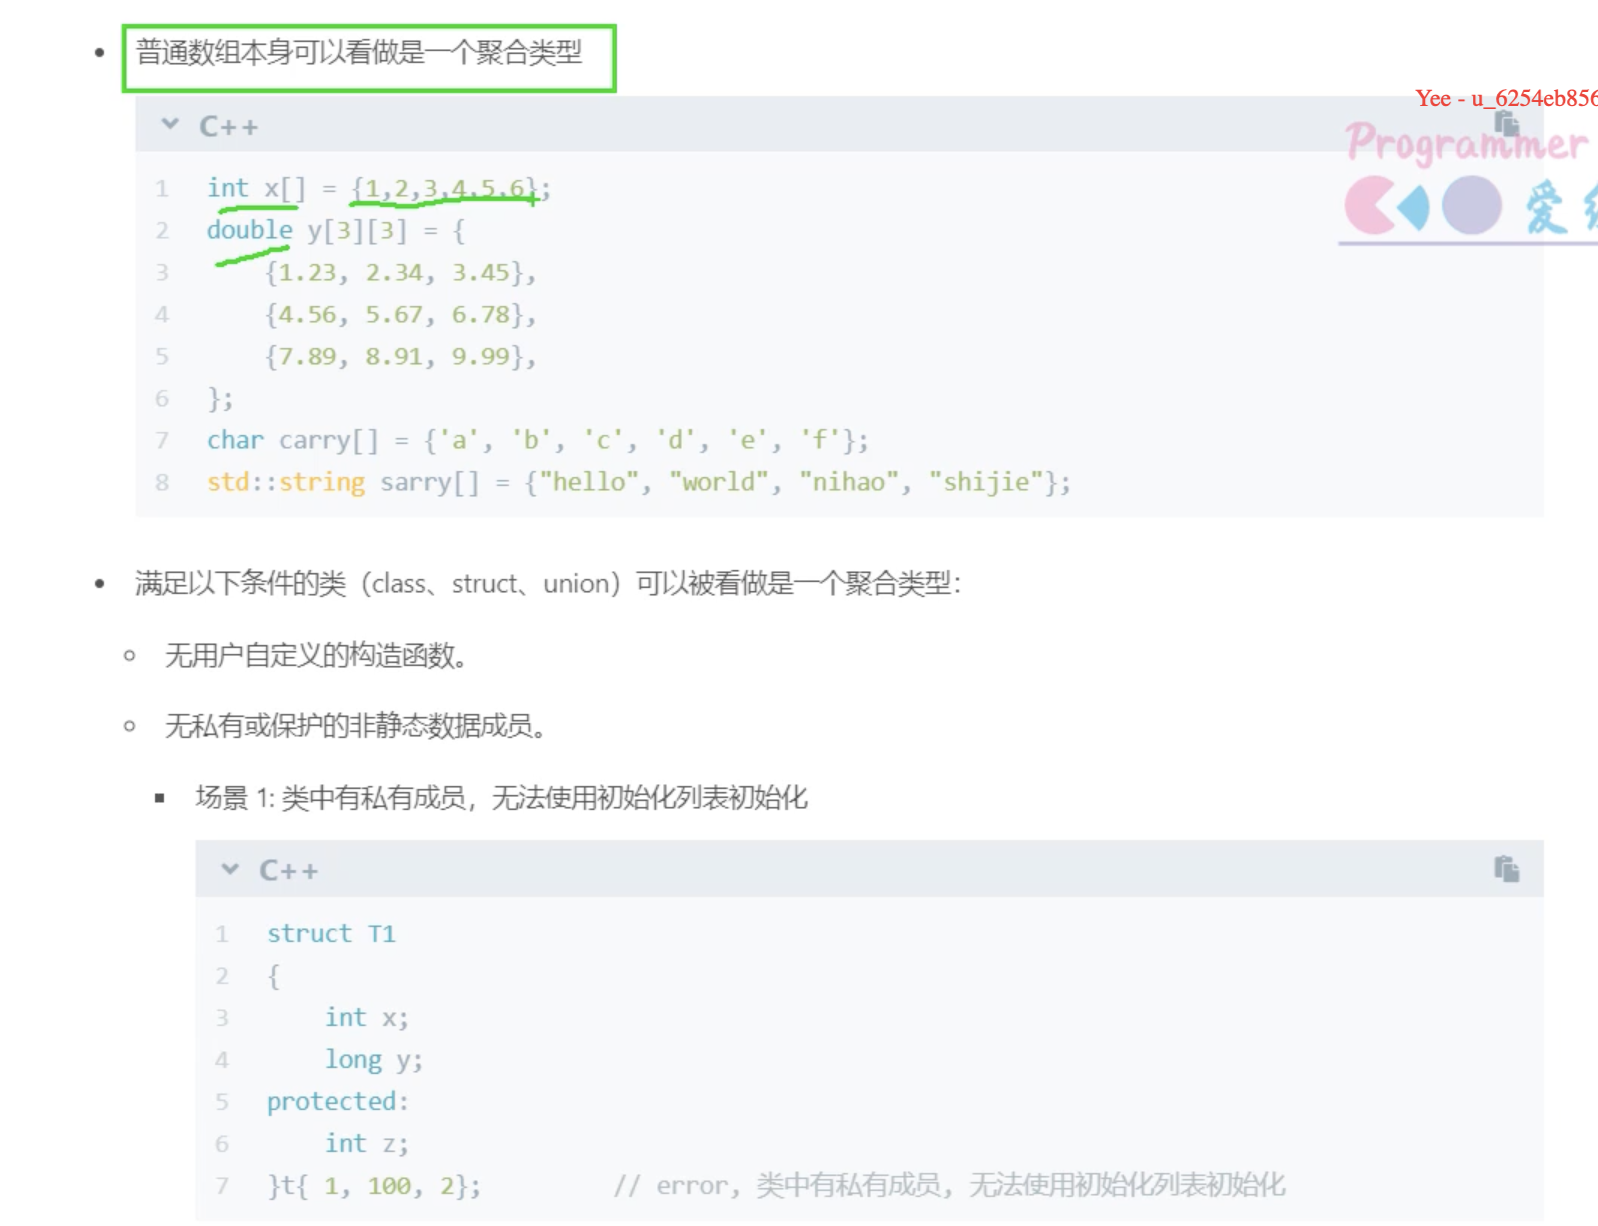 普通数组本身可以看做是一个聚合类型
Yee - u_6254eb856
C++
Programmer
爱
1 int x[] = {1,2,3,4,5,6};
2 double y[3][3] = {
3 {1.23, 2.34, 3.45},
4 {4.56, 5.67, 6.78},
5 {7.89, 8.91, 9.99},
6 };
7 char carry[] = {'a', 'b', 'c', 'd', 'e', 'f'};
8 std::string sarry[] = {"hello", "world", "nihao", "shijie"};
满足以下条件的类（class、struct、union）可以被看做是一个聚合类型：
无用户自定义的构造函数。
无私有或保护的非静态数据成员。
场景 1: 类中有私有成员，无法使用初始化列表初始化
C++
1 struct T1
2 {
3 int x;
4 long y;
5 protected:
6 int z;
7 }t{ 1, 100, 2}; // error, 类中有私有成员, 无法使用初始化列表初始化